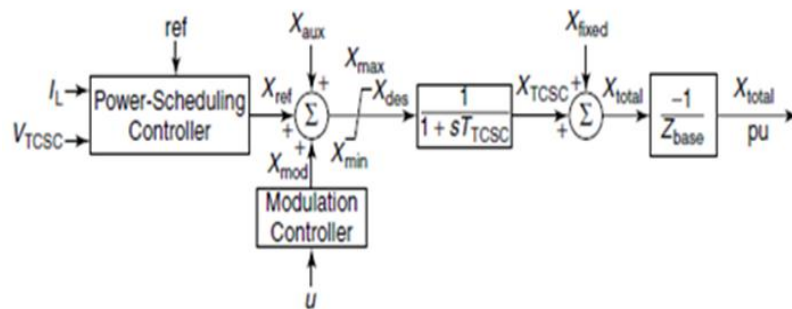 ref
X_aux
X_fixed
I_L
V_TCSC
Power-Scheduling
Controller
X_ref
+
+
+
Σ
X_max
X_des
X_min
X_mod
1
1 + sT_TCSC
X_TCSC
+
+
Σ
X_total
-1
Z_base
X_total
pu
Modulation
Controller
u